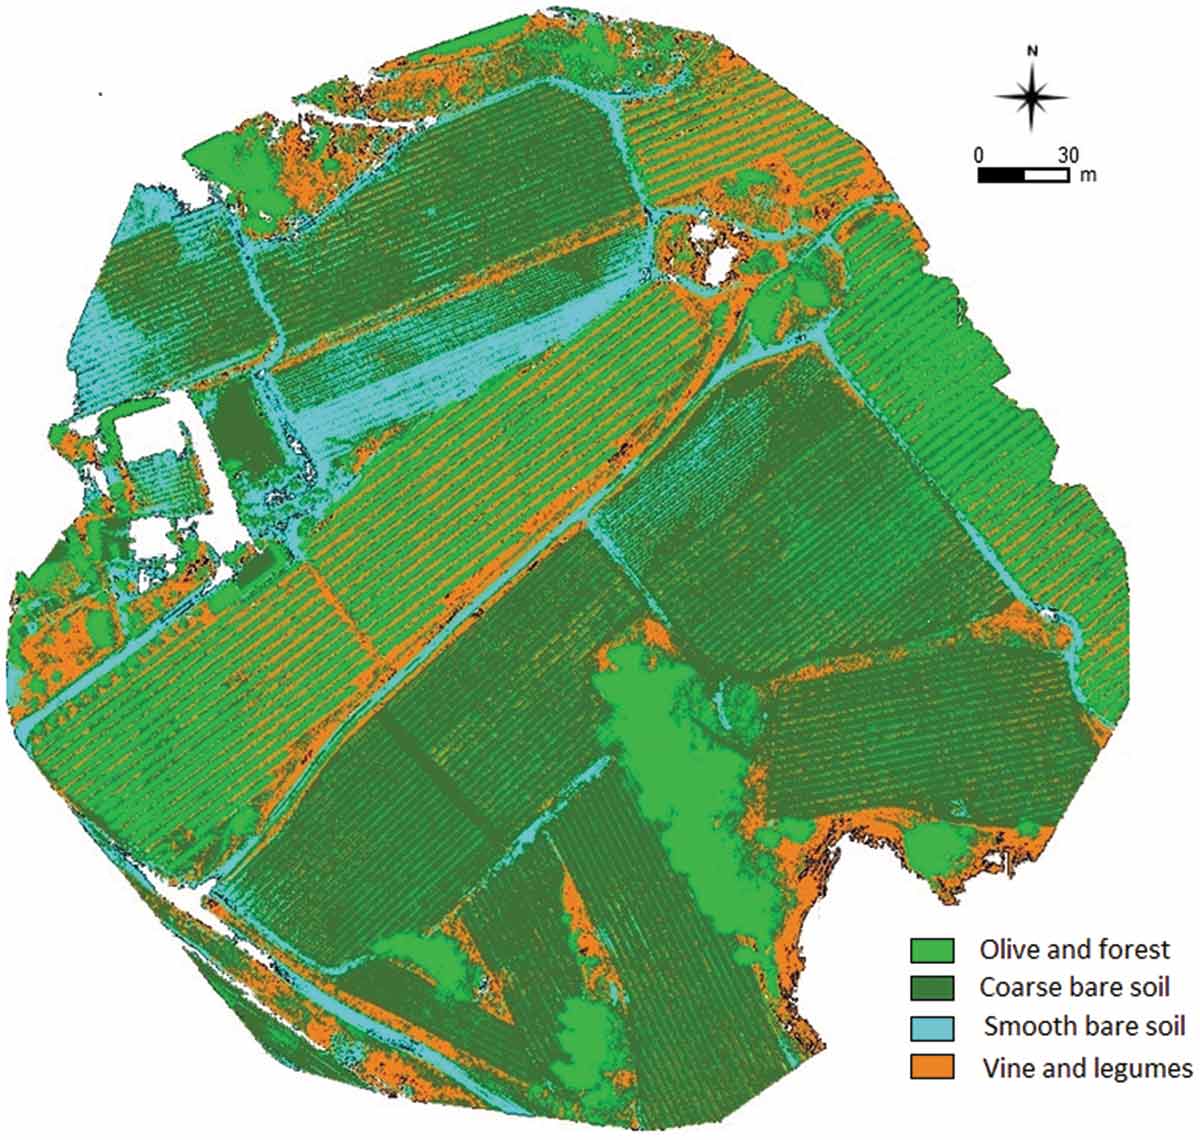 N
0 30
m
Olive and forest
Coarse bare soil
Smooth bare soil
Vine and legumes